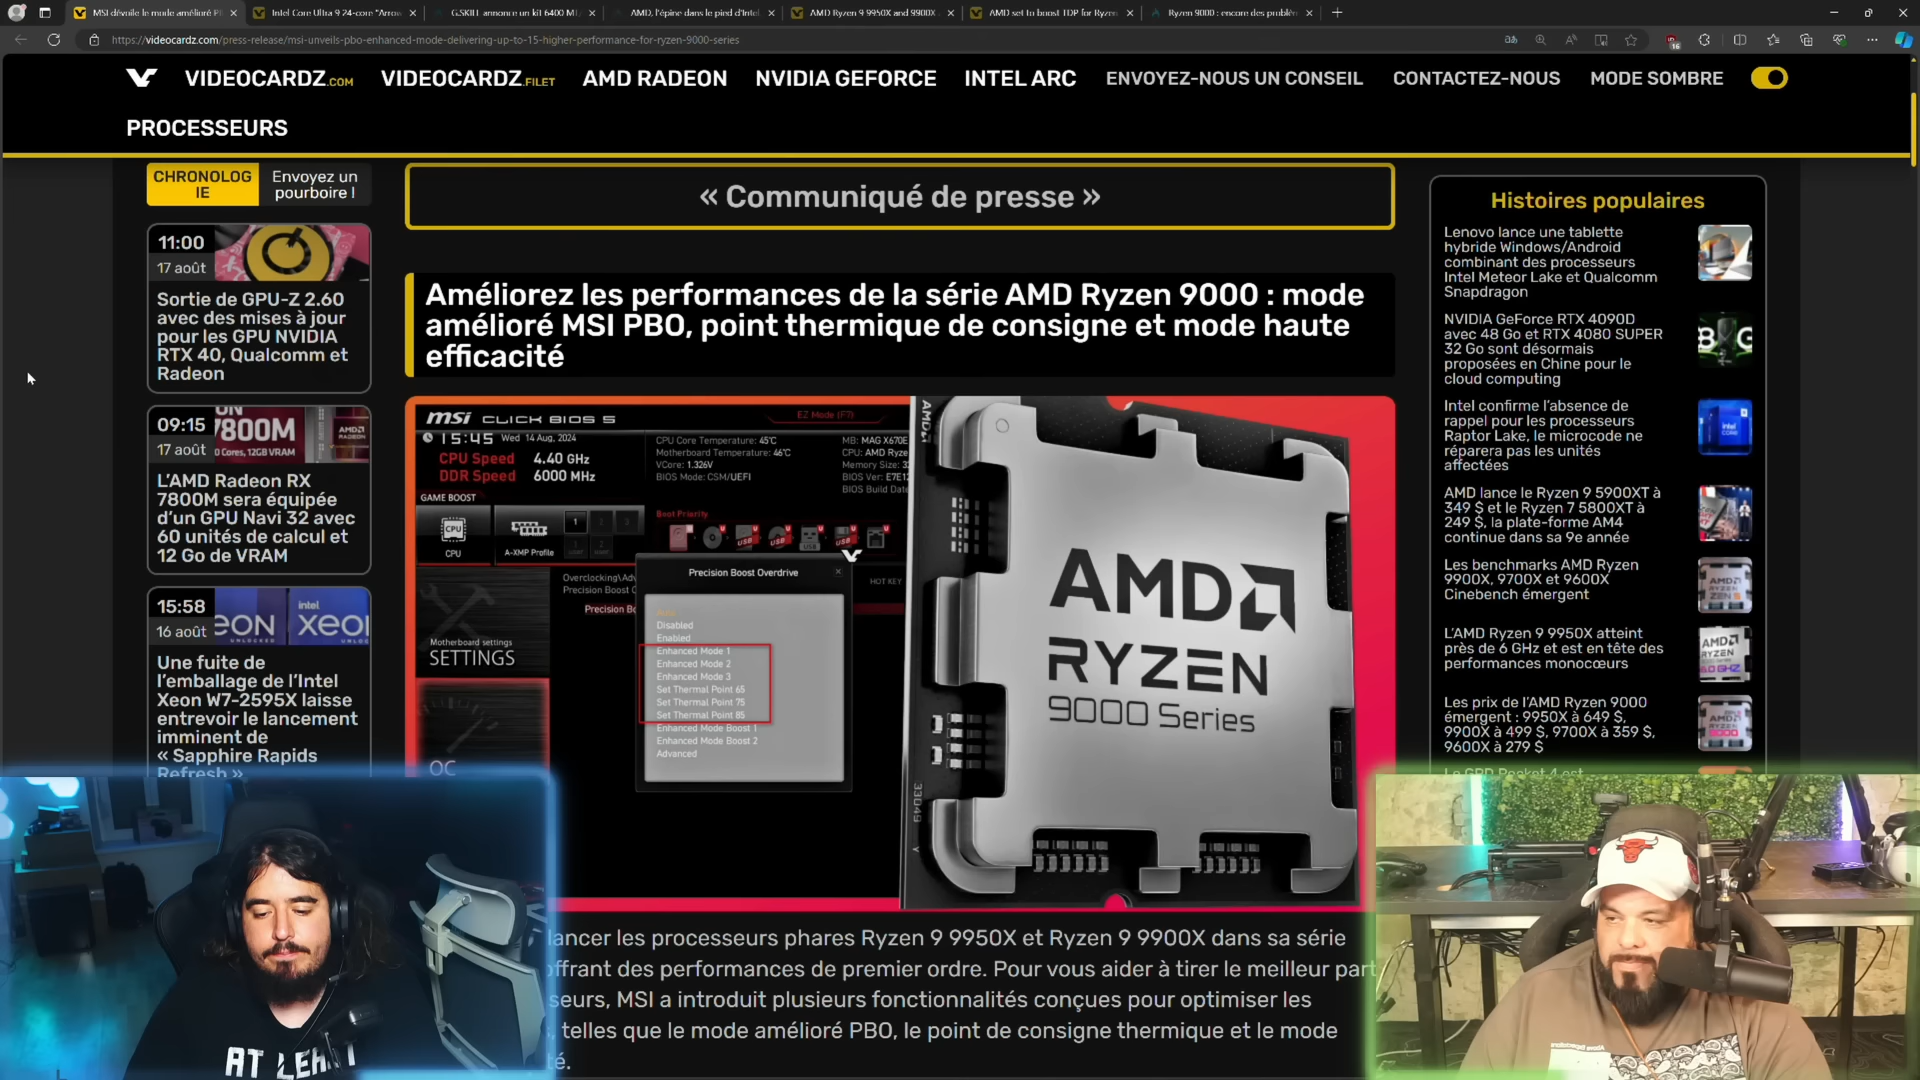 MSI dévoile le mode amélioré P
Intel Core Ultra 9 24-core "Arrow
G.SKILL annonce un kit 6400 MT/
AMD, l'épine dans le pied d'Intel
AMD Ryzen 9 9950X and 9900X
AMD set to boost TDP for Ryzen
Ryzen 9000 : encore des problèm
https://videocardz.com/press-release/msi-unveils-pbo-enhanced-mode-delivering-up-to-15-higher-performance-for-ryzen-9000-series
VIDEOCARDZ.COM
VIDEOCARDZ.FILET
AMD RADEON
NVIDIA GEFORCE
INTEL ARC
ENVOYEZ-NOUS UN CONSEIL
CONTACTEZ-NOUS
MODE SOMBRE
PROCESSEURS
CHRONOLOG
IE
Envoyez un
pourboire !
11:00
17 août
Sortie de GPU-Z 2.60
avec des mises à jour
pour les GPU NVIDIA
RTX 40, Qualcomm et
Radeon
09:15
17 août
7800M
Cores, 12GB VRAM
AMD
L'AMD Radeon RX
7800M sera équipée
d'un GPU Navi 32 avec
60 unités de calcul et
12 Go de VRAM
15:58
16 août
EON
intel
xeo
Une fuite de
l'emballage de l'Intel
Xeon W7-2595X laisse
entrevoir le lancement
imminent de
« Sapphire Rapids
Refresh »
« Communiqué de presse »
Améliorez les performances de la série AMD Ryzen 9000 : mode
amélioré MSI PBO, point thermique de consigne et mode haute
efficacité
msi CLICK BIOS 5
EZ Mode (F7)
15:45 Wed 14 Aug, 2024
CPU Speed 4.40 GHz
DDR Speed 6000 MHz
CPU Core Temperature: 45°C
Motherboard Temperature: 46°C
VCore: 1.326V
BIOS Mode: CSM/UEFI
MB: MAG X670E
CPU: AMD Ryze
Memory Size: 3
BIOS Ver: E7E1
BIOS Build Date
GAME BOOST
CPU
CPU
A-XMP Profile
1
Boot Priority
USB
USB
USB
Overclocking\Adv
Precision Boost O
Precision Bo
HOT KEY
Precision Boost Overdrive
Auto
Disabled
Enabled
Enhanced Mode 1
Enhanced Mode 2
Enhanced Mode 3
Set Thermal Point 65
Set Thermal Point 75
Set Thermal Point 85
Enhanced Mode Boost 1
Enhanced Mode Boost 2
Advanced
Motherboard settings
SETTINGS
OC
AMD
RYZEN
9000 Series
Histoires populaires
Lenovo lance une tablette
hybride Windows/Android
combinant des processeurs
Intel Meteor Lake et Qualcomm
Snapdragon
NVIDIA GeForce RTX 4090D
avec 48 Go et RTX 4080 SUPER
32 Go sont désormais
proposées en Chine pour le
cloud computing
Intel confirme l'absence de
rappel pour les processeurs
Raptor Lake, le microcode ne
réparera pas les unités
affectées
AMD lance le Ryzen 9 5900XT à
349 $ et le Ryzen 7 5800XT à
249 $, la plate-forme AM4
continue dans sa 9e année
Les benchmarks AMD Ryzen
9900X, 9700X et 9600X
Cinebench émergent
L'AMD Ryzen 9 9950X atteint
près de 6 GHz et est en tête des
performances monocœurs
Les prix de l'AMD Ryzen 9000
émergent : 9950X à 649 $,
9900X à 499 $, 9700X à 359 $,
9600X à 279 $
lancer les processeurs phares Ryzen 9 9950X et Ryzen 9 9900X dans sa série
offrant des performances de premier ordre. Pour vous aider à tirer le meilleur part
seurs, MSI a introduit plusieurs fonctionnalités conçues pour optimiser les
, telles que le mode amélioré PBO, le point de consigne thermique et le mode
té.
AT LEAST